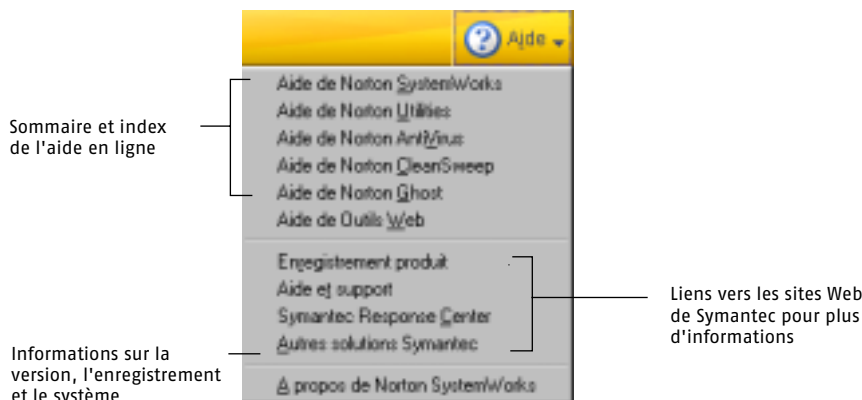 Aide
Aide de Norton SystemWorks
Aide de Norton Utilities
Aide de Norton AntiVirus
Aide de Norton CleanSweep
Aide de Norton Ghost
Aide de Outils Web
Enregistrement produit
Aide et support
Symantec Response Center
Autres solutions Symantec
A propos de Norton SystemWorks
Sommaire et index
de l'aide en ligne
Informations sur la
version, l'enregistrement
et le système
Liens vers les sites Web
de Symantec pour plus
d'informations